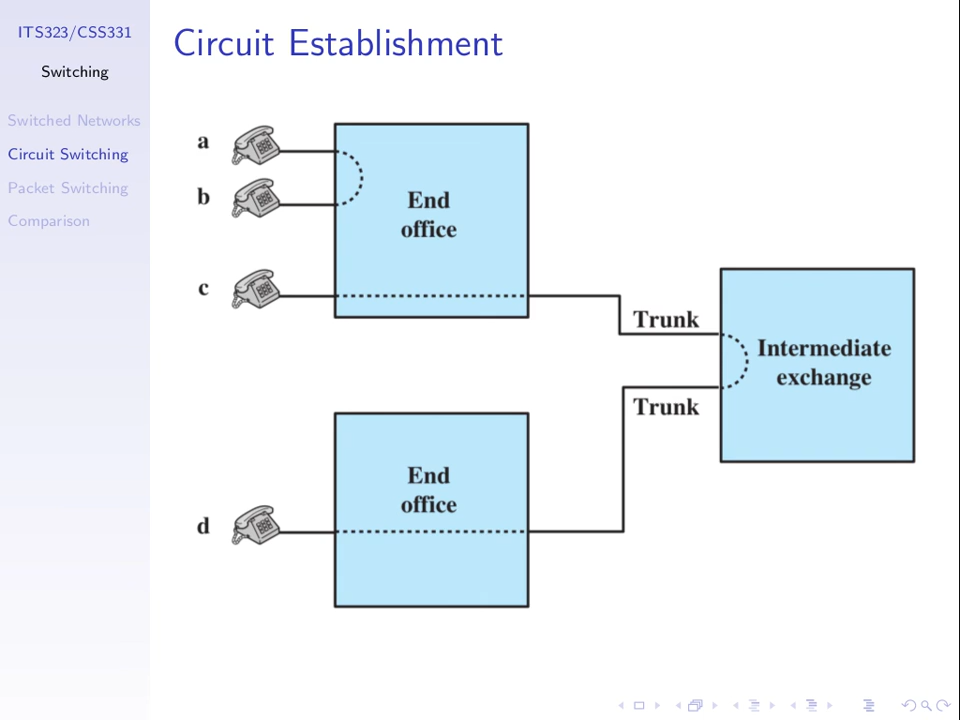 ITS323/CSS331
Switching
Switched Networks
Circuit Switching
Packet Switching
Comparison
Circuit Establishment
a
b
End
office
c
Trunk
Intermediate
exchange
Trunk
End
office
d